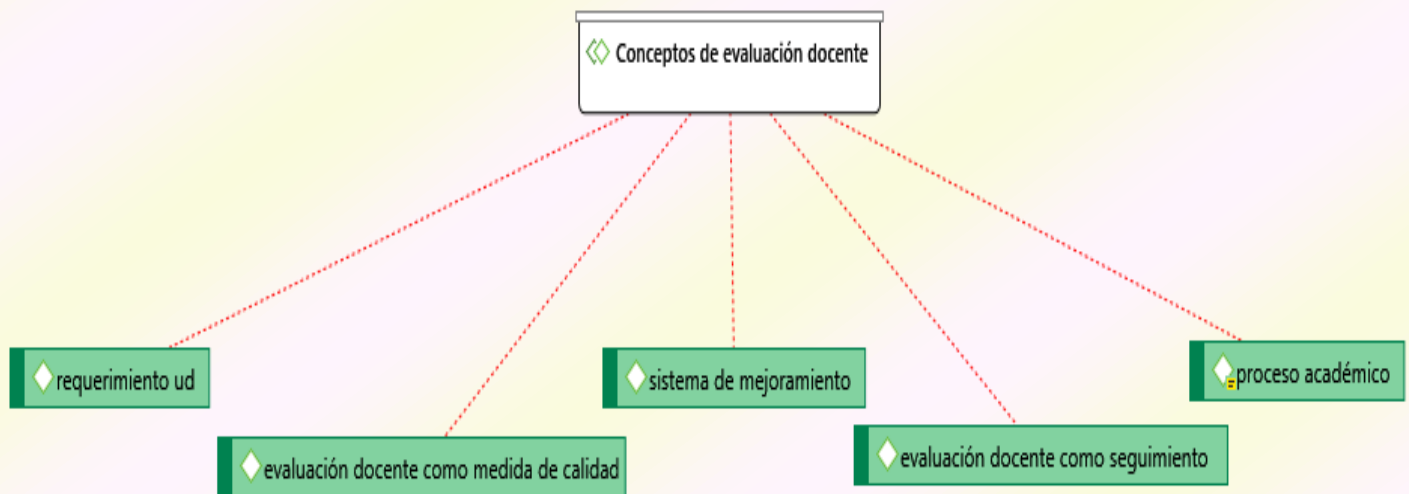 Conceptos de evaluación docente
requerimiento ud
sistema de mejoramiento
proceso académico
evaluación docente como medida de calidad
evaluación docente como seguimiento